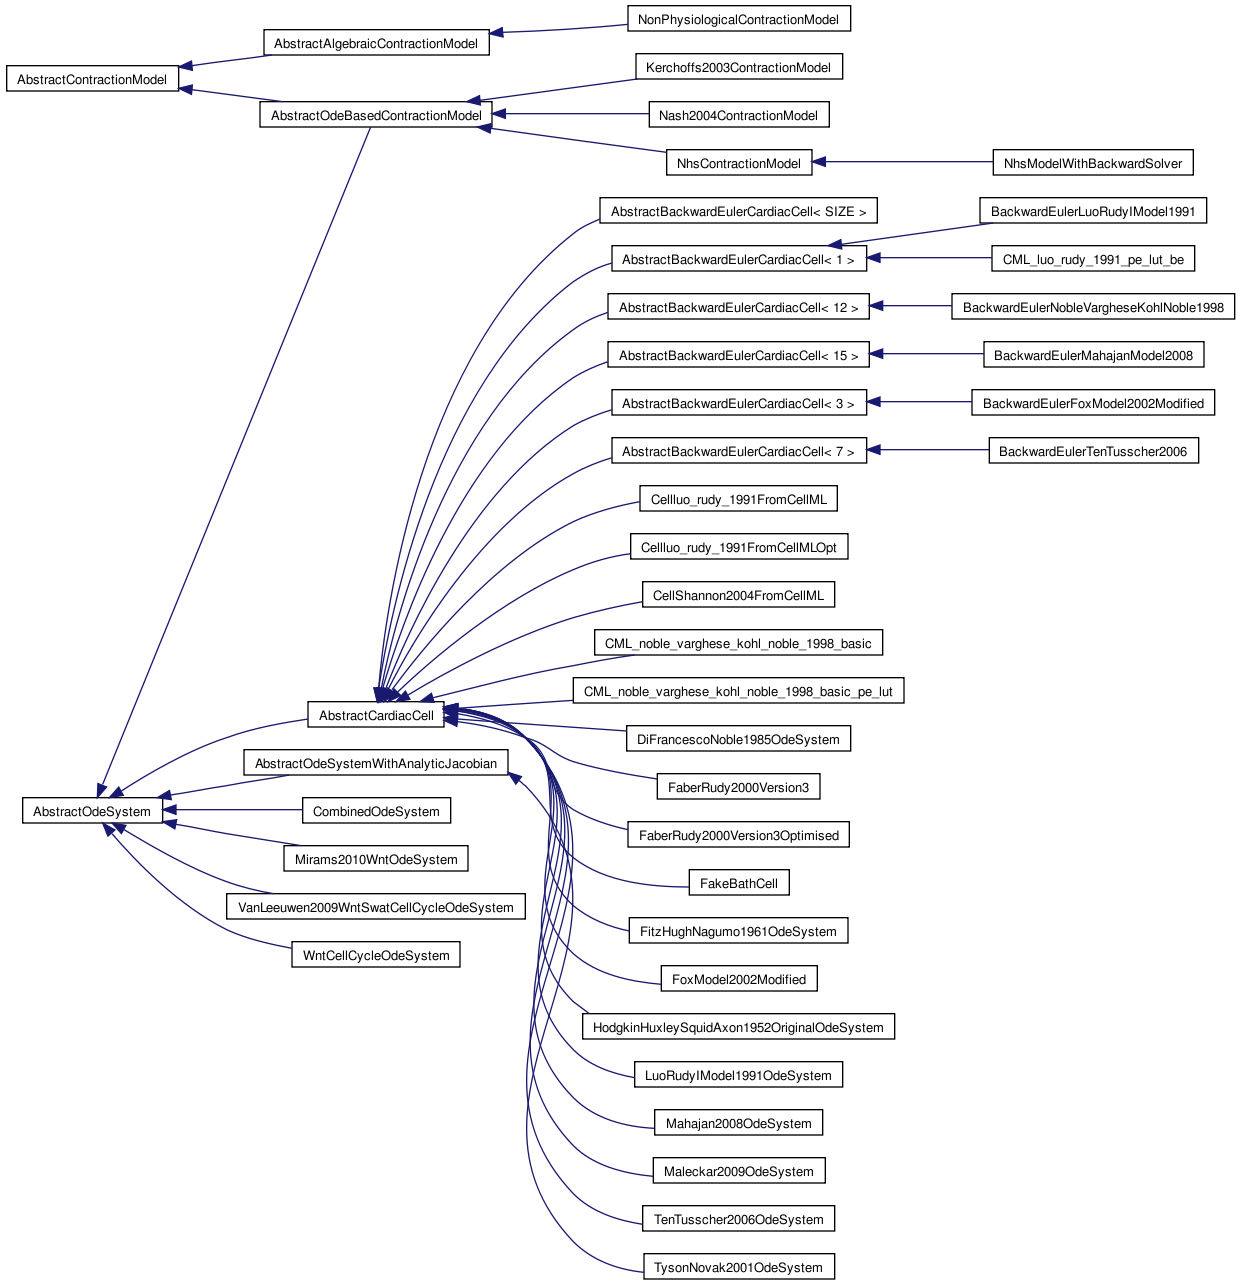 NonPhysiologicalContractionModel
AbstractAlgebraicContractionModel
Kerchoffs2003ContractionModel
AbstractContractionModel
AbstractOdeBasedContractionModel
Nash2004ContractionModel
NhsContractionModel
NhsModelWithBackwardSolver
AbstractBackwardEulerCardiacCell< SIZE >
BackwardEulerLuoRudyIModel1991
AbstractBackwardEulerCardiacCell< 1 >
CML_luo_rudy_1991_pe_lut_be
AbstractBackwardEulerCardiacCell< 12 >
BackwardEulerNobleVargheseKohlNoble1998
AbstractBackwardEulerCardiacCell< 15 >
BackwardEulerMahajanModel2008
AbstractBackwardEulerCardiacCell< 3 >
BackwardEulerFoxModel2002Modified
AbstractBackwardEulerCardiacCell< 7 >
BackwardEulerTenTusscher2006
Cellluo_rudy_1991FromCellML
Cellluo_rudy_1991FromCellMLOpt
CellShannon2004FromCellML
CML_noble_varghese_kohl_noble_1998_basic
CML_noble_varghese_kohl_noble_1998_basic_pe_lut
AbstractCardiacCell
DiFrancescoNoble1985OdeSystem
AbstractOdeSystemWithAnalyticJacobian
FaberRudy2000Version3
AbstractOdeSystem
CombinedOdeSystem
FaberRudy2000Version3Optimised
Mirams2010WntOdeSystem
FakeBathCell
VanLeeuwen2009WntSwatCellCycleOdeSystem
FitzHughNagumo1961OdeSystem
WntCellCycleOdeSystem
FoxModel2002Modified
HodgkinHuxleySquidAxon1952OriginalOdeSystem
LuoRudyIModel1991OdeSystem
Mahajan2008OdeSystem
Maleckar2009OdeSystem
TenTusscher2006OdeSystem
TysonNovak2001OdeSystem